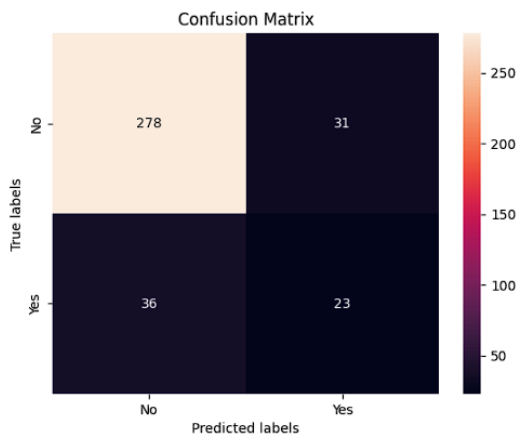 Confusion Matrix
No
278
31
Yes
36
23
No
Yes
True labels
Predicted labels
250
200
150
100
50